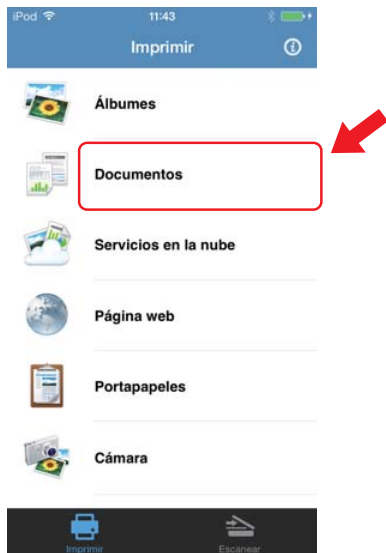 iPod 11:43
Imprimir
Álbumes
Documentos
Servicios en la nube
Página web
Portapapeles
Cámara
Imprimir Escanear